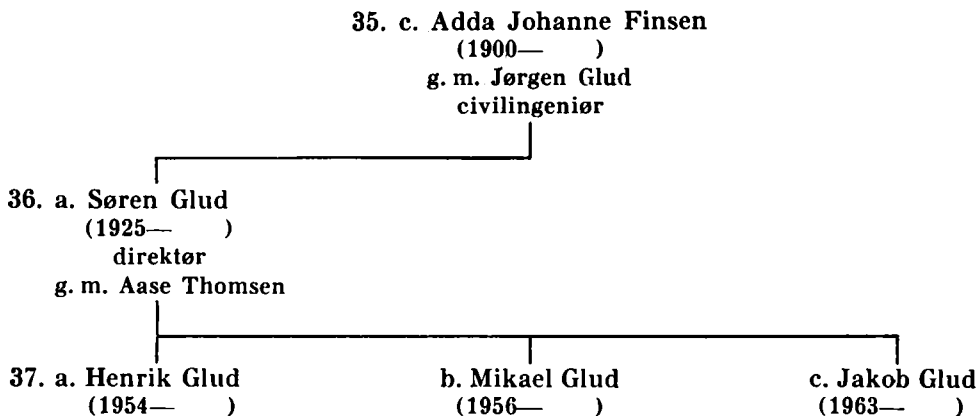 35. c. Adda Johanne Finsen
(1900— )
g. m. Jørgen Glud
civilingeniør
36. a. Søren Glud
(1925— )
direktør
g. m. Aase Thomsen
37. a. Henrik Glud b. Mikael Glud c. Jakob Glud
(1954— ) (1956— ) (1963— )